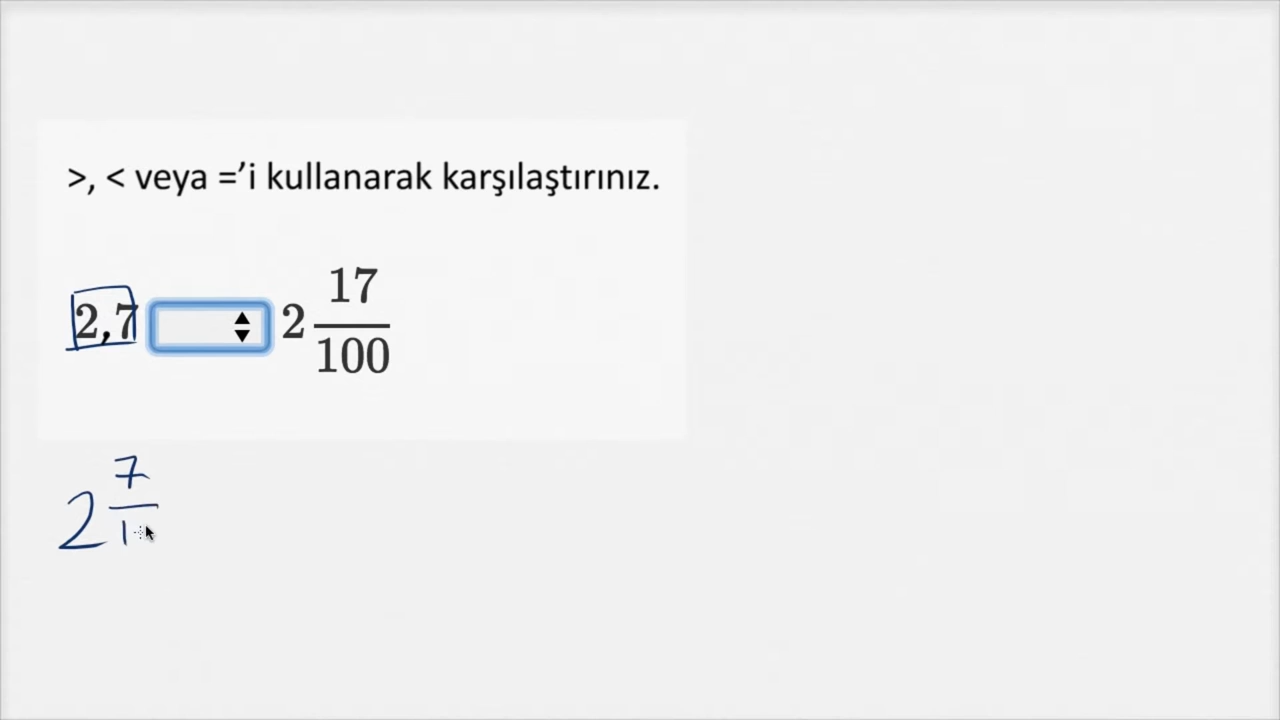 >, < veya ='i kullanarak karşılaştırınız.
2,7 2 17/100
2 7/1